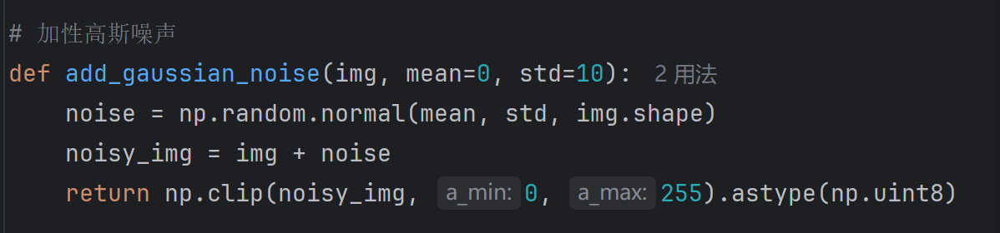 # 加性高斯噪声
def add_gaussian_noise(img, mean=0, std=10): 2 用法
    noise = np.random.normal(mean, std, img.shape)
    noisy_img = img + noise
    return np.clip(noisy_img, a_min: 0, a_max: 255).astype(np.uint8)